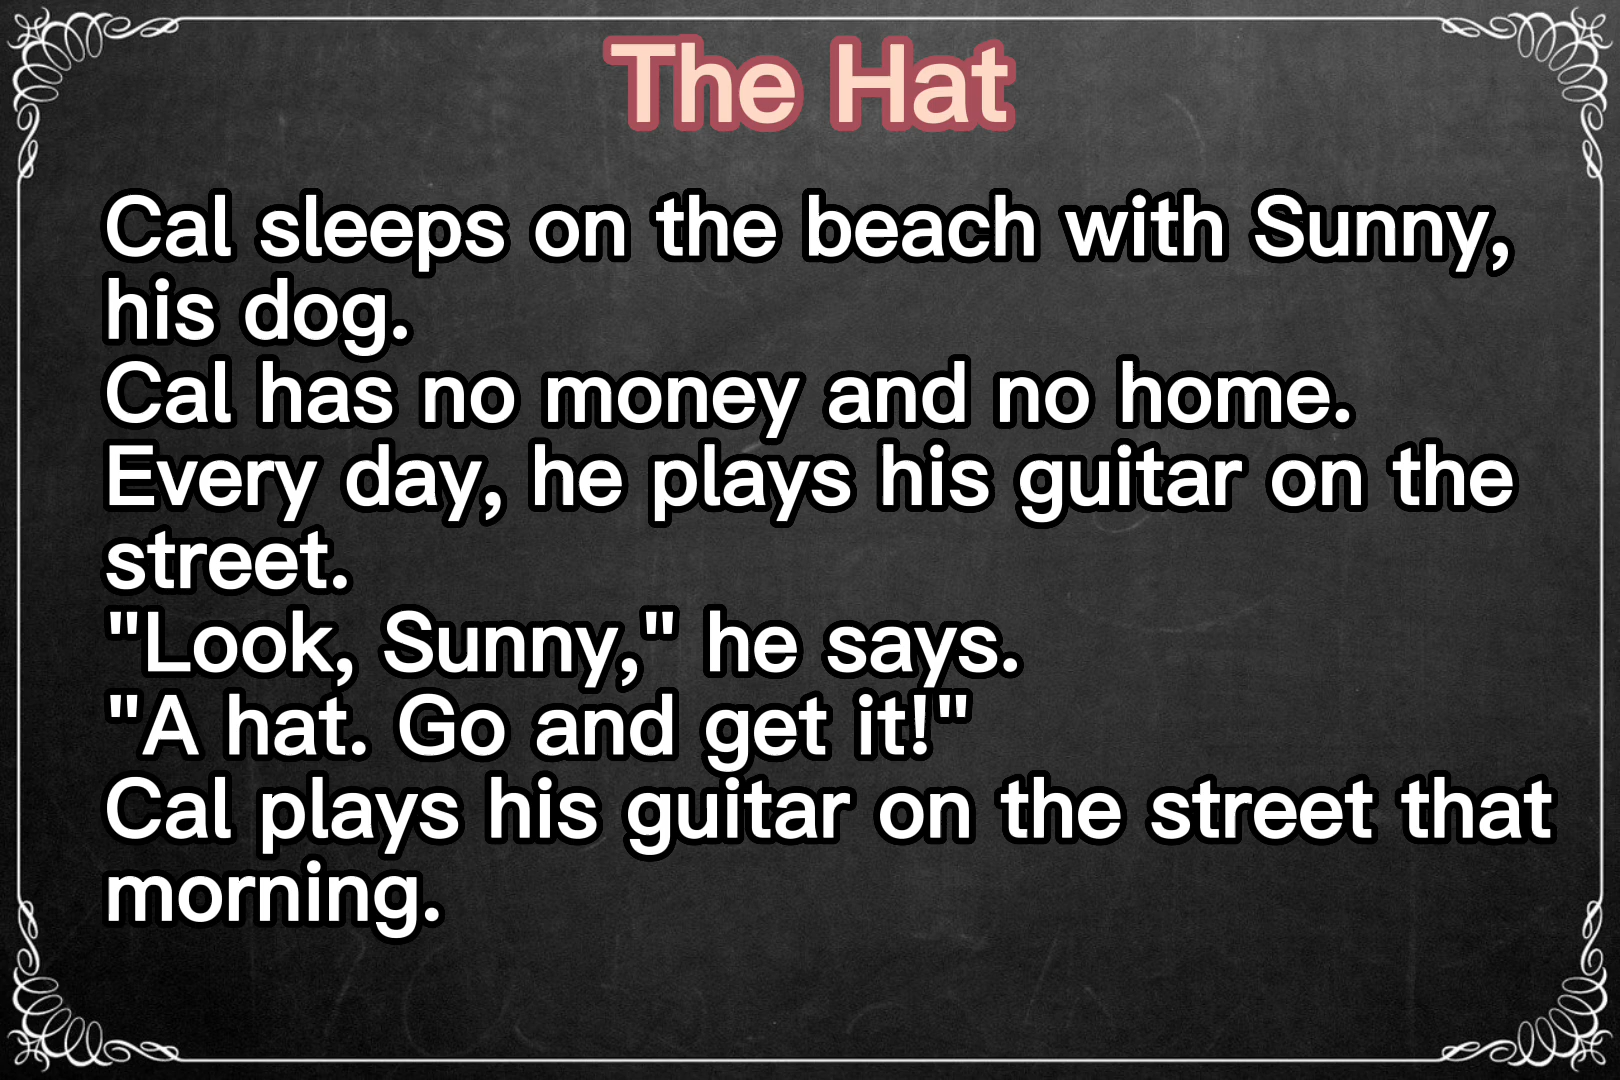 The Hat
Cal sleeps on the beach with Sunny,
his dog.
Cal has no money and no home.
Every day, he plays his guitar on the
street.
"Look, Sunny," he says.
"A hat. Go and get it!"
Cal plays his guitar on the street that
morning.